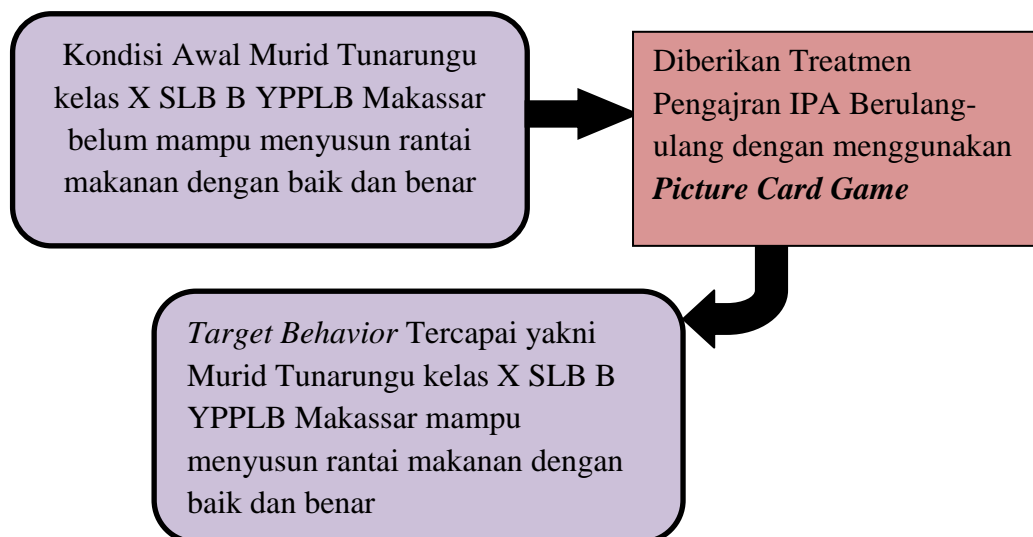 Kondisi Awal Murid Tunarungu
kelas X SLB B YPPLB Makassar
belum mampu menyusun rantai
makanan dengan baik dan benar
Diberikan Treatmen
Pengajran IPA Berulang-
ulang dengan menggunakan
Picture Card Game
Target Behavior Tercapai yakni
Murid Tunarungu kelas X SLB B
YPPLB Makassar mampu
menyusun rantai makanan dengan
baik dan benar